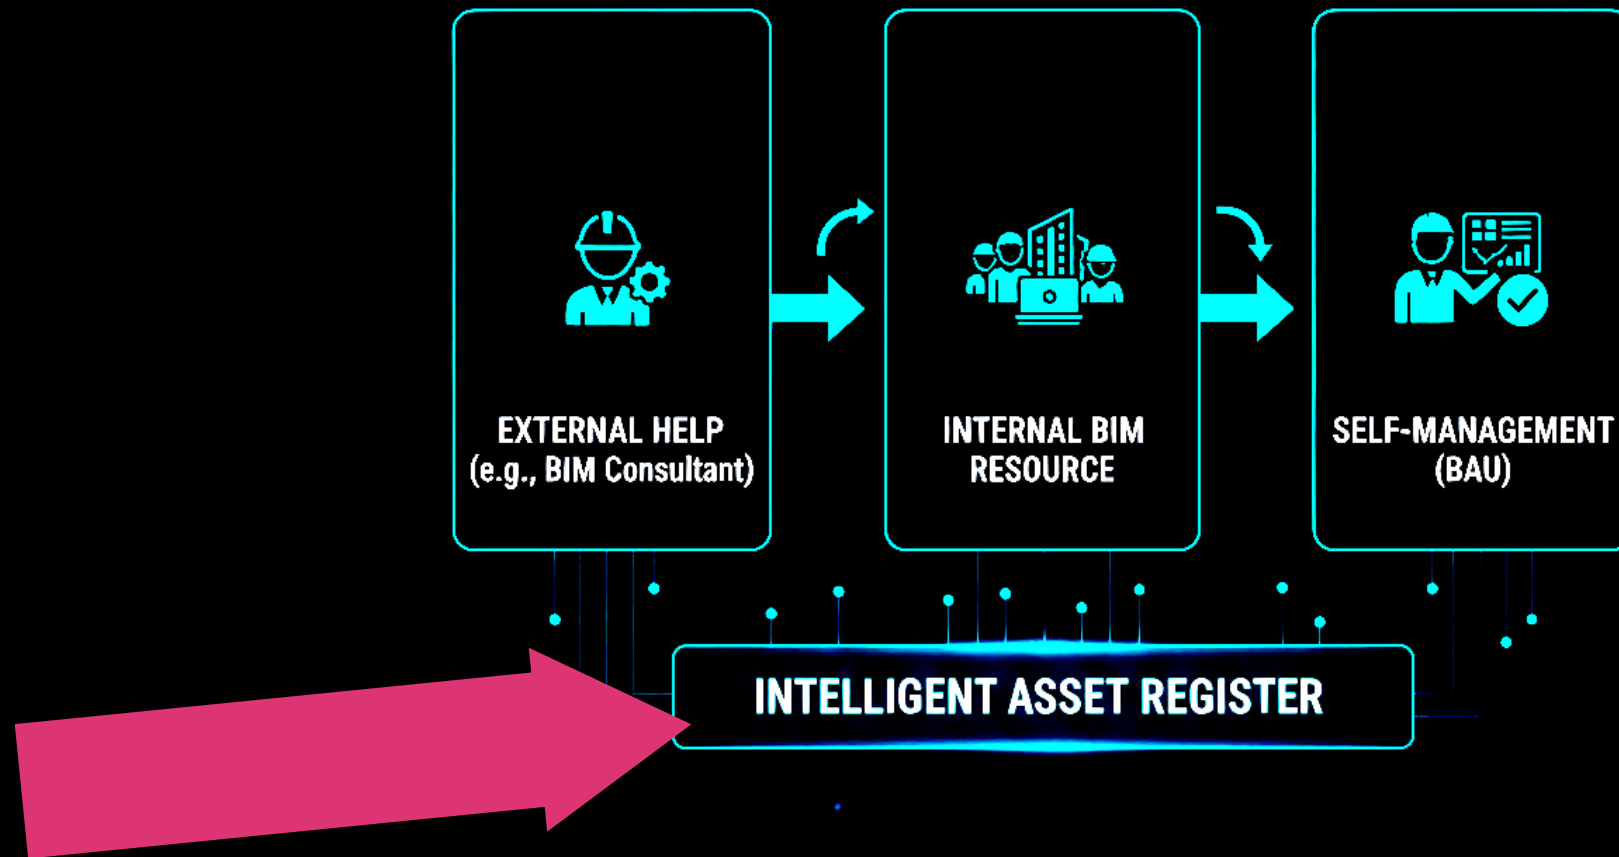 EXTERNAL HELP
(e.g., BIM Consultant)
INTERNAL BIM
RESOURCE
SELF-MANAGEMENT
(BAU)
INTELLIGENT ASSET REGISTER